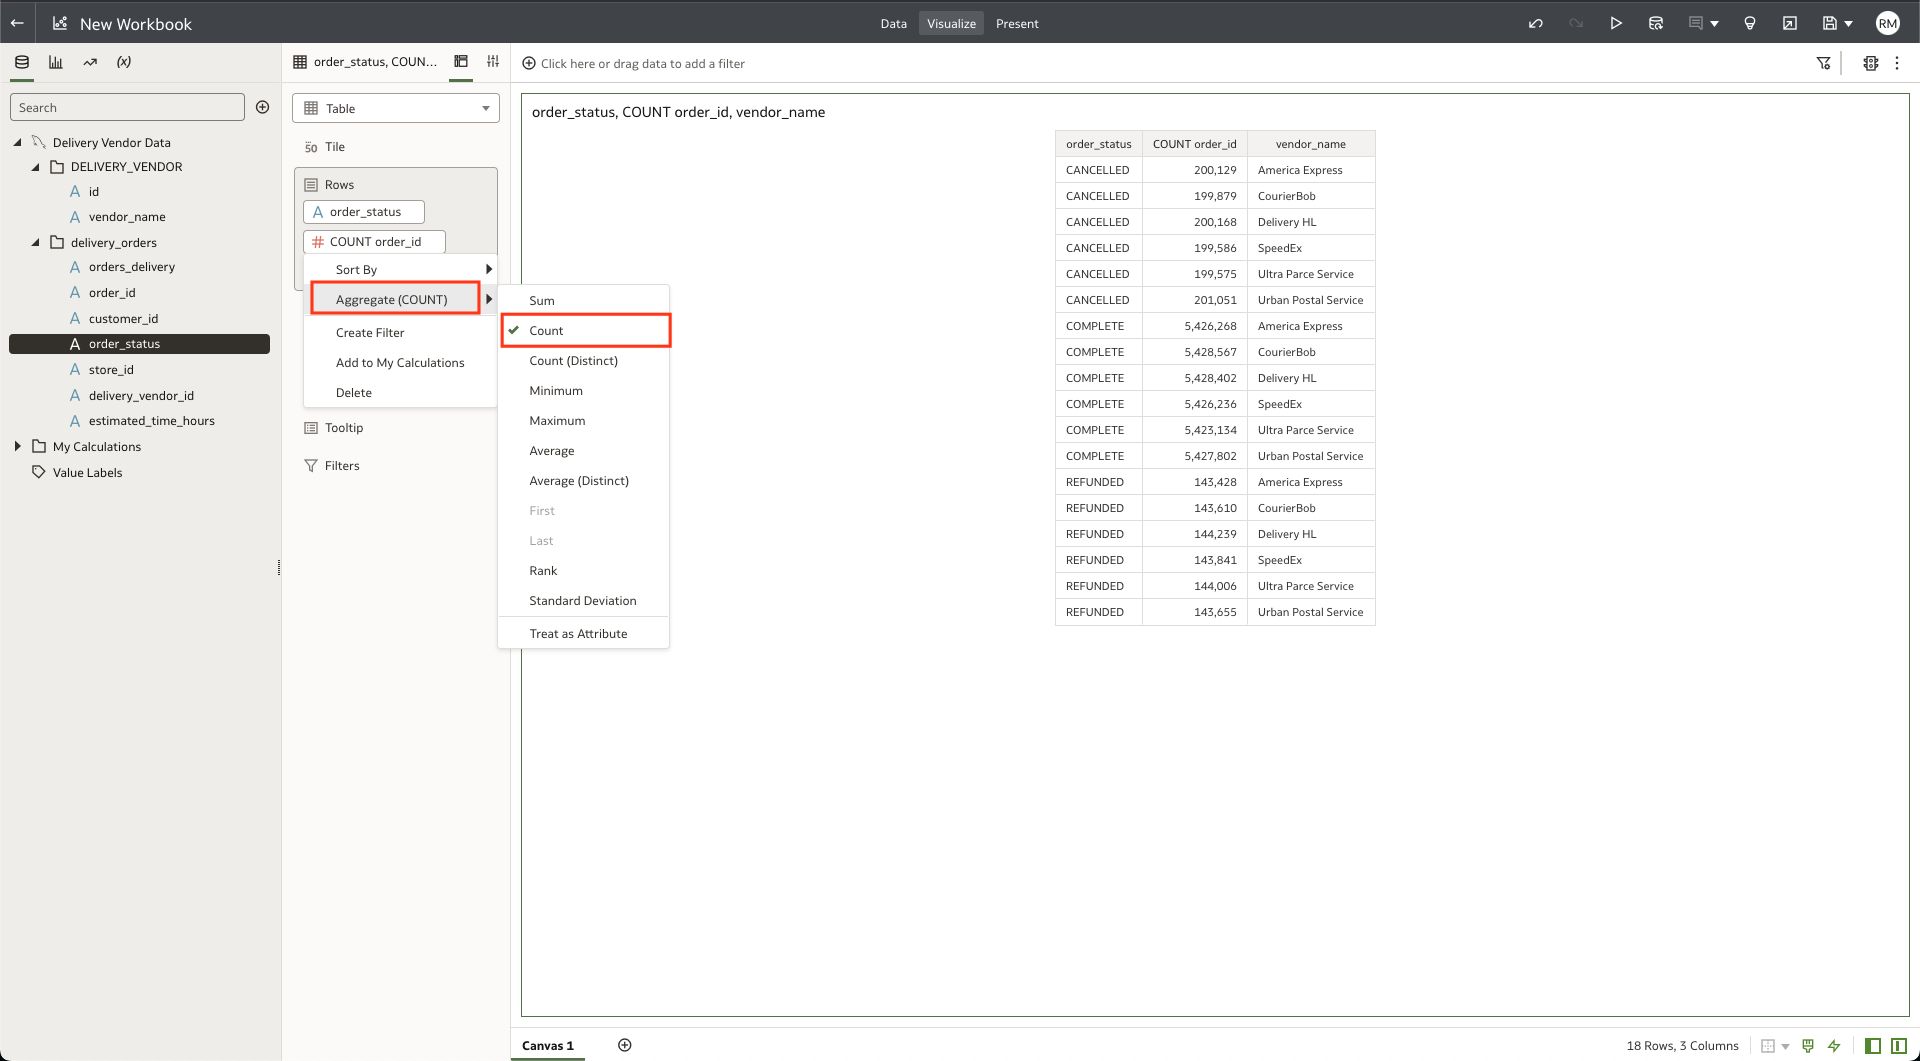 New Workbook
Data
Visualize
Present
RM
order_status, COUN...
Click here or drag data to add a filter
Search
Delivery Vendor Data
DELIVERY_VENDOR
A id
A vendor_name
delivery_orders
A orders_delivery
A order_id
A customer_id
A order_status
A store_id
A delivery_vendor_id
A estimated_time_hours
My Calculations
Value Labels
(x)
Table
50 Tile
Rows
A order_status
# COUNT order_id
Sort By
Aggregate (COUNT)
Create Filter
Add to My Calculations
Delete
Tooltip
Filters
Sum
Count
Count (Distinct)
Minimum
Maximum
Average
Average (Distinct)
First
Last
Rank
Standard Deviation
Treat as Attribute
order_status, COUNT order_id, vendor_name
order_status COUNT order_id vendor_name
CANCELLED 200,129 America Express
CANCELLED 199,879 CourierBob
CANCELLED 200,168 Delivery HL
CANCELLED 199,586 SpeedEx
CANCELLED 199,575 Ultra Parce Service
CANCELLED 201,051 Urban Postal Service
COMPLETE 5,426,268 America Express
COMPLETE 5,428,567 CourierBob
COMPLETE 5,428,402 Delivery HL
COMPLETE 5,426,236 SpeedEx
COMPLETE 5,423,134 Ultra Parce Service
COMPLETE 5,427,802 Urban Postal Service
REFUNDED 143,428 America Express
REFUNDED 143,610 CourierBob
REFUNDED 144,239 Delivery HL
REFUNDED 143,841 SpeedEx
REFUNDED 144,006 Ultra Parce Service
REFUNDED 143,655 Urban Postal Service
Canvas 1
18 Rows, 3 Columns